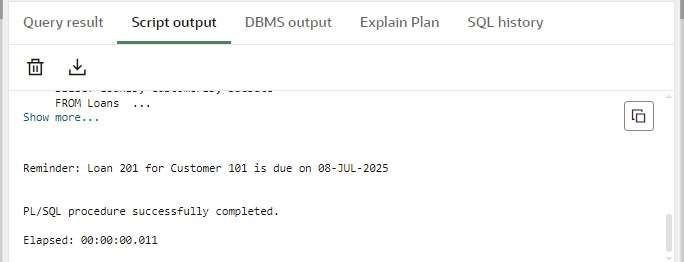 Query result Script output DBMS output Explain Plan SQL history
FROM Loans ...
Show more...
Reminder: Loan 201 for Customer 101 is due on 08-JUL-2025
PL/SQL procedure successfully completed.
Elapsed: 00:00:00.011